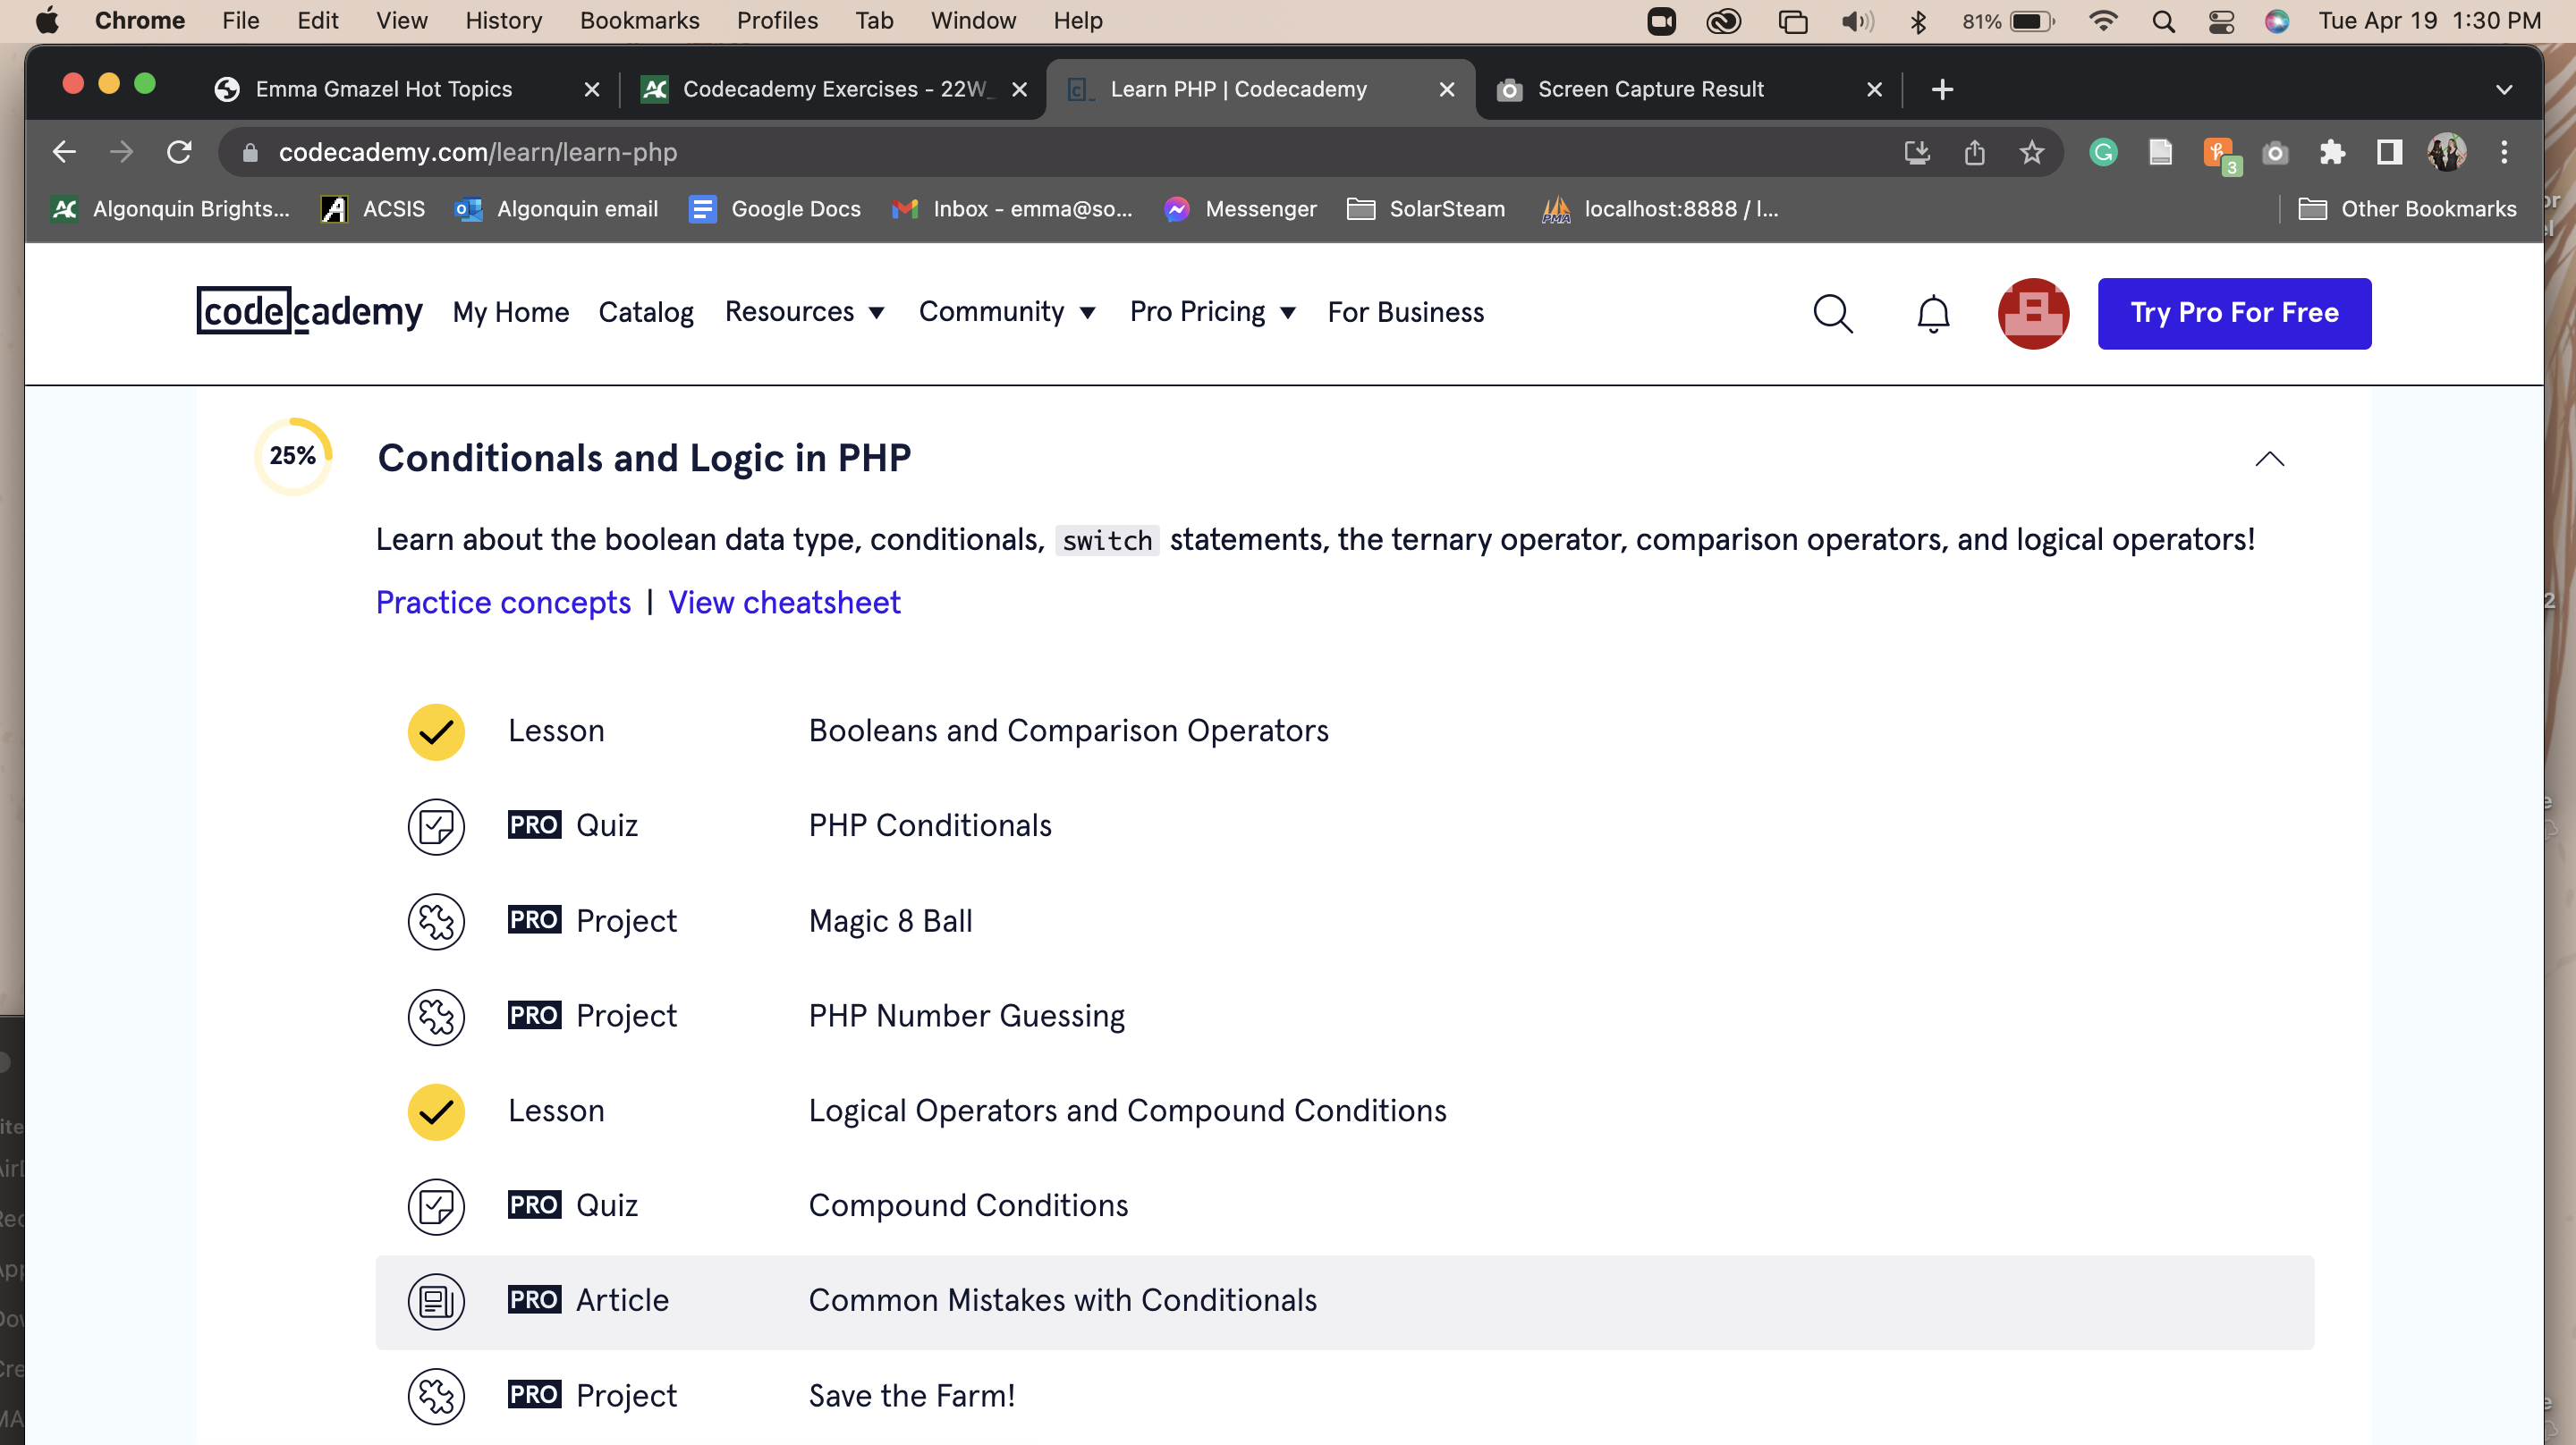 Chrome File Edit View History Bookmarks Profiles Tab Window Help 81% Tue Apr 19 1:30 PM
Emma Gmazel Hot Topics Codecademy Exercises - 22W_ Learn PHP | Codecademy Screen Capture Result
codecademy.com/learn/learn-php 3
Algonquin Brights... ACSIS Algonquin email Google Docs Inbox - emma@so... Messenger SolarSteam localhost:8888 / l... Other Bookmarks
codecademy My Home Catalog Resources Community Pro Pricing For Business Try Pro For Free
25% Conditionals and Logic in PHP
Learn about the boolean data type, conditionals, switch statements, the ternary operator, comparison operators, and logical operators!
Practice concepts | View cheatsheet
Lesson Booleans and Comparison Operators
PRO Quiz PHP Conditionals
PRO Project Magic 8 Ball
PRO Project PHP Number Guessing
Lesson Logical Operators and Compound Conditions
PRO Quiz Compound Conditions
PRO Article Common Mistakes with Conditionals
PRO Project Save the Farm!